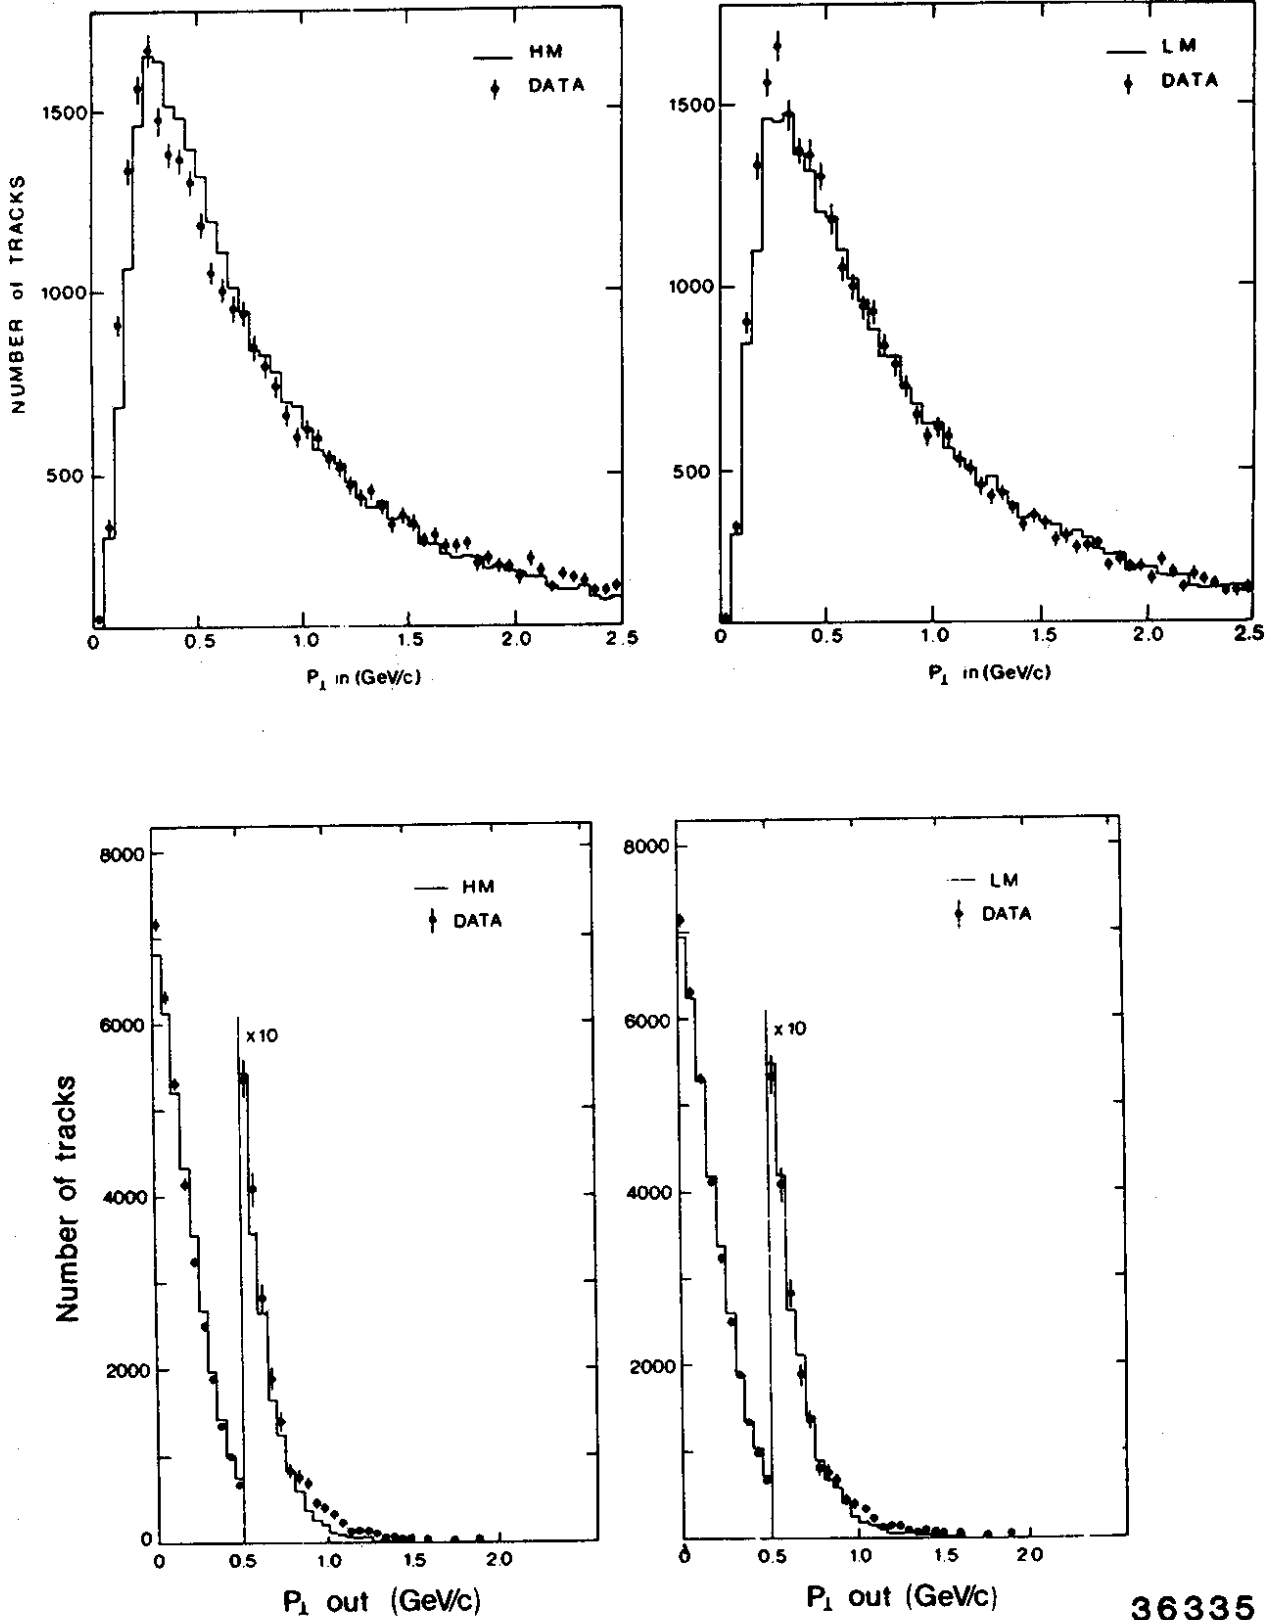 HM
DATA
1500
1000
500
NUMBER of TRACKS
0 0.5 1.0 1.5 2.0 2.5
P⊥ in (GeV/c)
LM
DATA
1500
1000
500
0 0.5 1.0 1.5 2.0 2.5
P⊥ in (GeV/c)
8000
HM
DATA
6000
x10
4000
2000
0
Number of tracks
0 0.5 1.0 1.5 2.0
P⊥ out (GeV/c)
8000
LM
DATA
6000
x10
4000
2000
0 0.5 1.0 1.5 2.0
P⊥ out (GeV/c)
36335